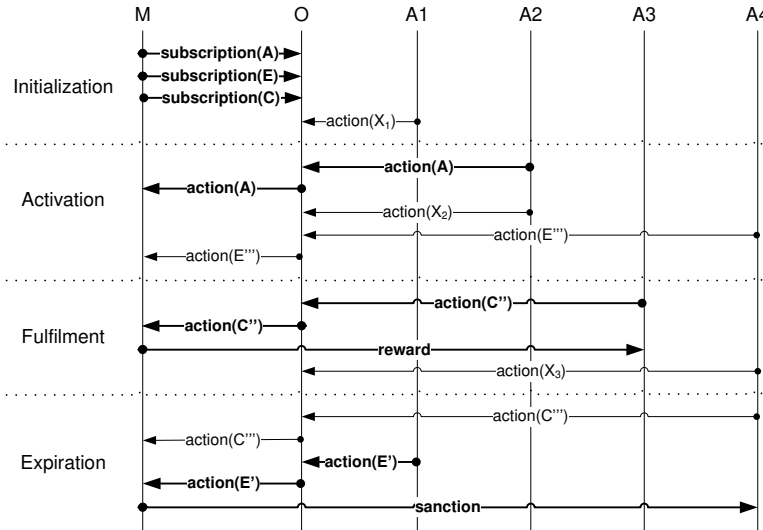 M O A1 A2 A3 A4
Initialization
subscription(A)
subscription(E)
subscription(C)
action(X₁)
Activation
action(A)
action(A)
action(X₂)
action(E''')
action(E''')
Fulfilment
action(C'')
action(C'')
reward
action(X₃)
Expiration
action(C''')
action(C''')
action(E')
action(E')
sanction